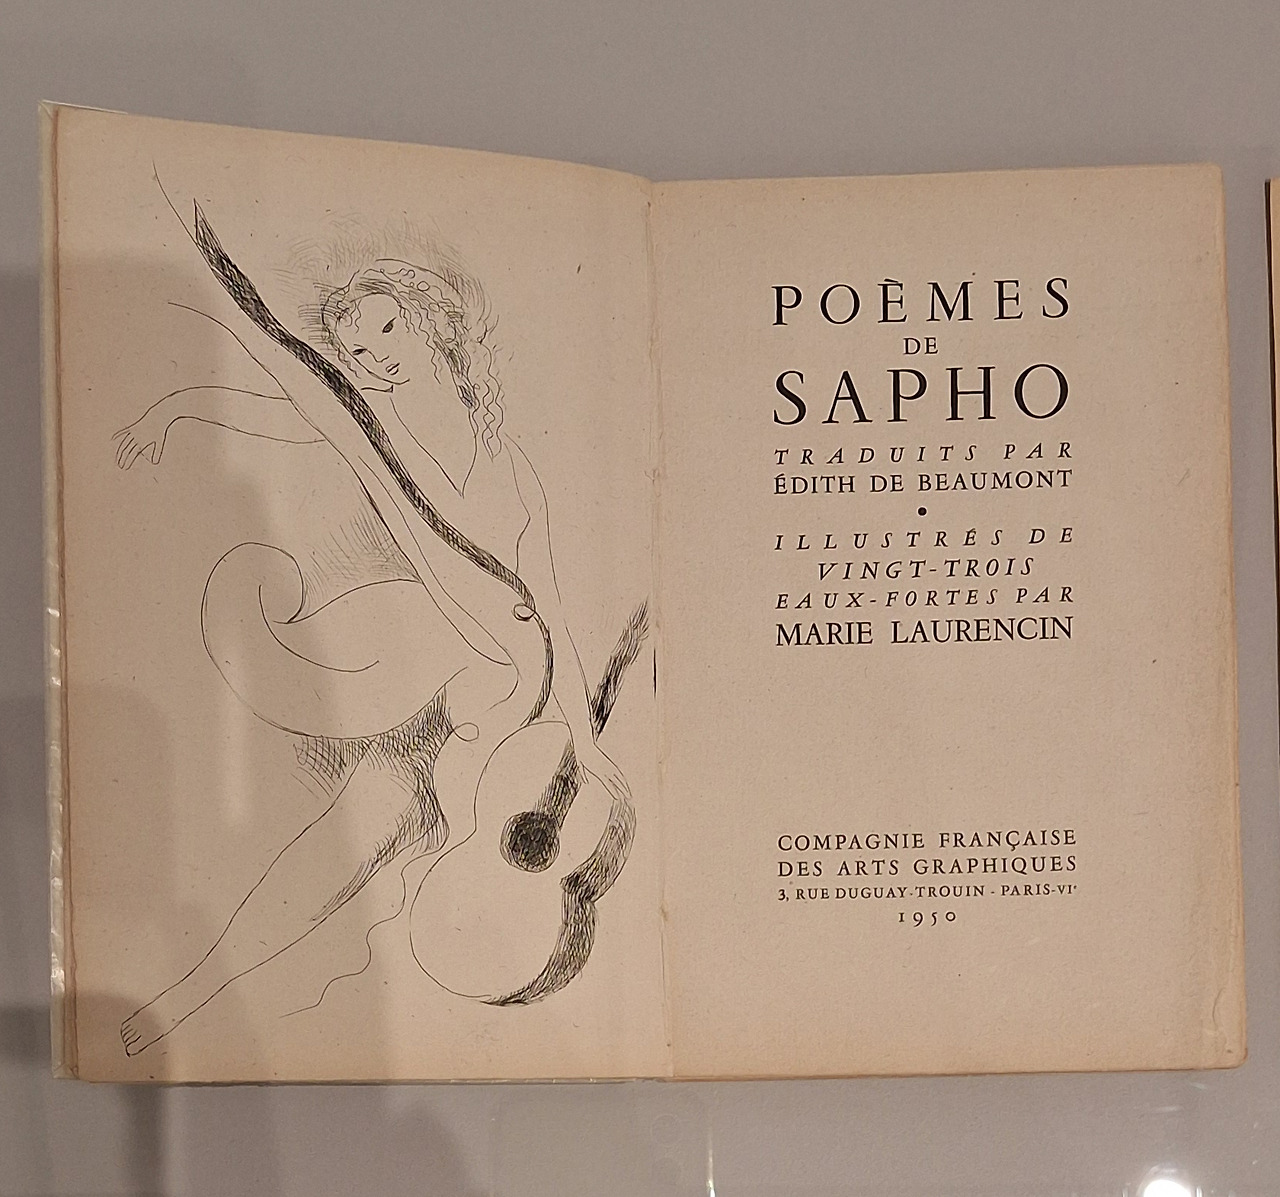 POÈMES
DE
SAPHO
TRADUITS PAR
ÉDITH DE BEAUMONT
•
ILLUSTRÉS DE
VINGT-TROIS
EAUX-FORTES PAR
MARIE LAURENCIN
COMPAGNIE FRANÇAISE
DES ARTS GRAPHIQUES
3, RUE DUGUAY-TROUIN - PARIS-VIᵉ
1950